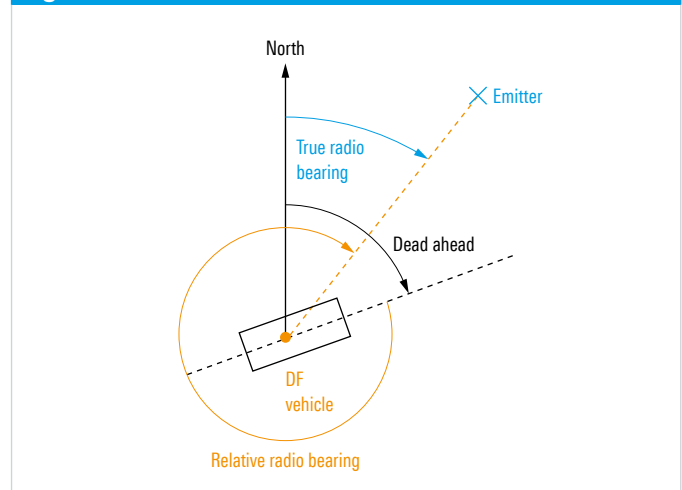 North
Emitter
True radio
bearing
Dead ahead
DF
vehicle
Relative radio bearing